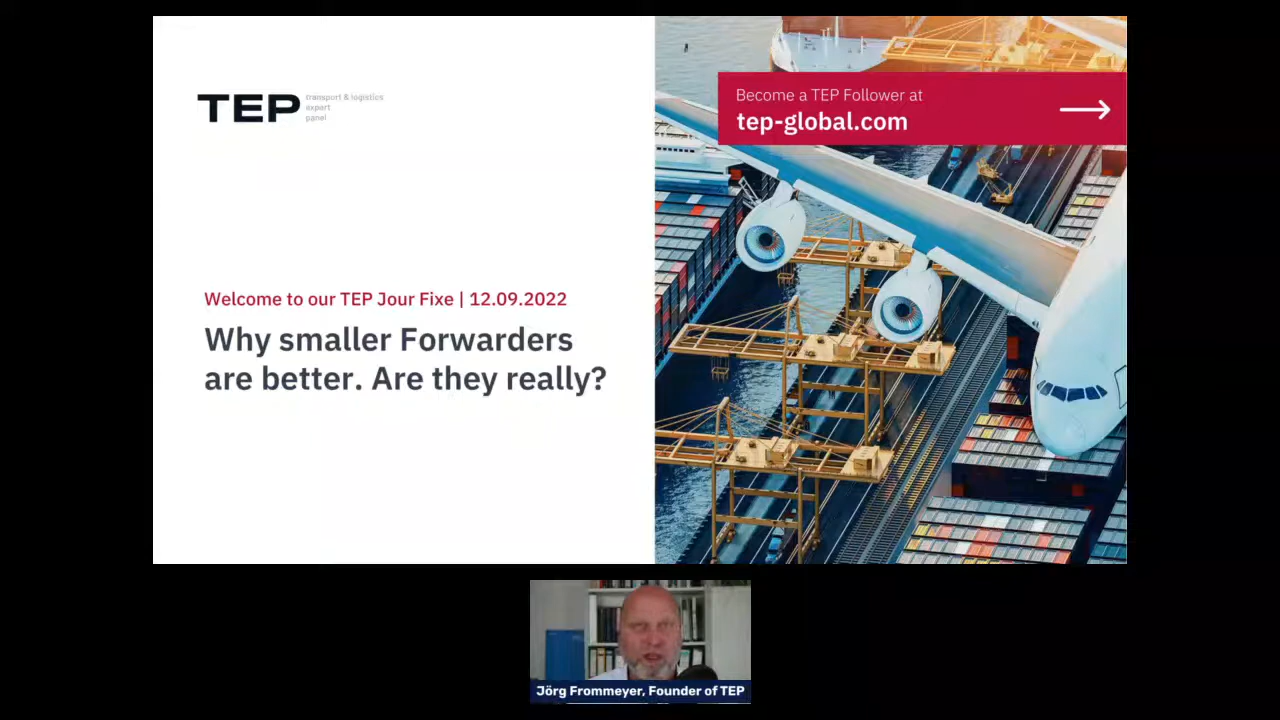 TEP
transport & logistics
expert
panel
Become a TEP Follower at
tep-global.com
Welcome to our TEP Jour Fixe | 12.09.2022
Why smaller Forwarders
are better. Are they really?
Jörg Frommeyer, Founder of TEP